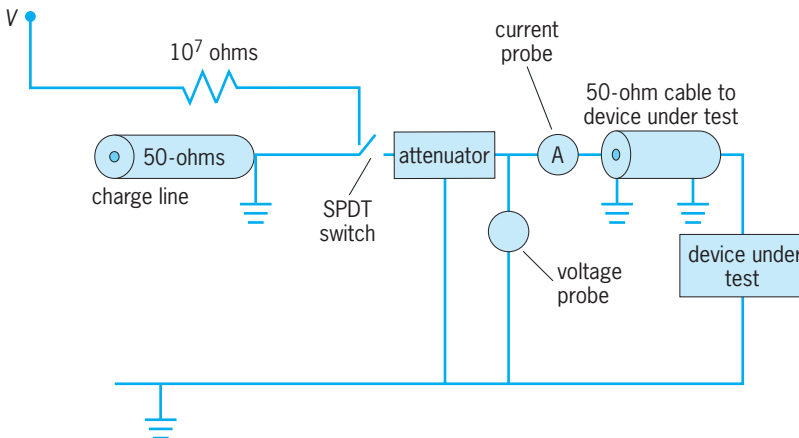 V
10⁷ ohms
current
probe
50-ohm cable to
device under test
50-ohms
charge line
SPDT
switch
attenuator
A
voltage
probe
device under
test